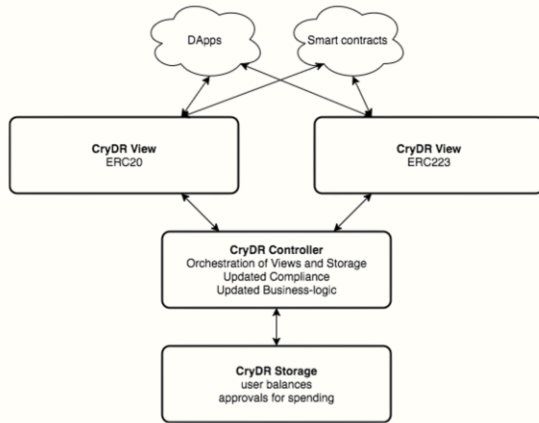 DApps
Smart contracts
CryDR View
ERC20
CryDR View
ERC223
CryDR Controller
Orchestration of Views and Storage
Updated Compliance
Updated Business-logic
CryDR Storage
user balances
approvals for spending